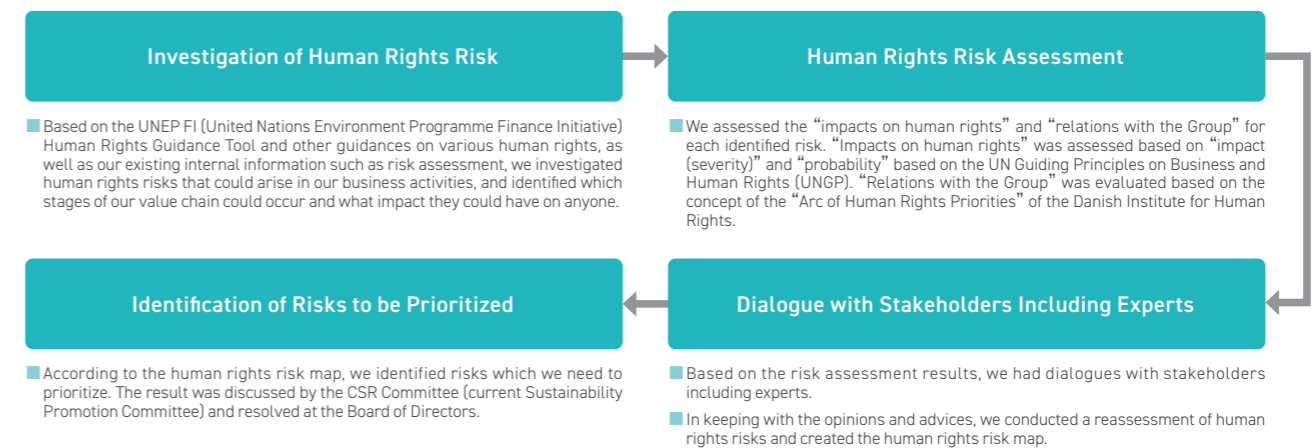 Investigation of Human Rights Risk
■ Based on the UNEP FI (United Nations Environment Programme Finance Initiative)
Human Rights Guidance Tool and other guidances on various human rights, as
well as our existing internal information such as risk assessment, we investigated
human rights risks that could arise in our business activities, and identified which
stages of our value chain could occur and what impact they could have on anyone.
Human Rights Risk Assessment
■ We assessed the “impacts on human rights” and “relations with the Group” for
each identified risk. “Impacts on human rights” was assessed based on “impact
(severity)” and “probability” based on the UN Guiding Principles on Business and
Human Rights (UNGP). “Relations with the Group” was evaluated based on the
concept of the “Arc of Human Rights Priorities” of the Danish Institute for Human
Rights.
Dialogue with Stakeholders Including Experts
■ Based on the risk assessment results, we had dialogues with stakeholders
including experts.
■ In keeping with the opinions and advices, we conducted a reassessment of human
rights risks and created the human rights risk map.
Identification of Risks to be Prioritized
■ According to the human rights risk map, we identified risks which we need to
prioritize. The result was discussed by the CSR Committee (current Sustainability
Promotion Committee) and resolved at the Board of Directors.